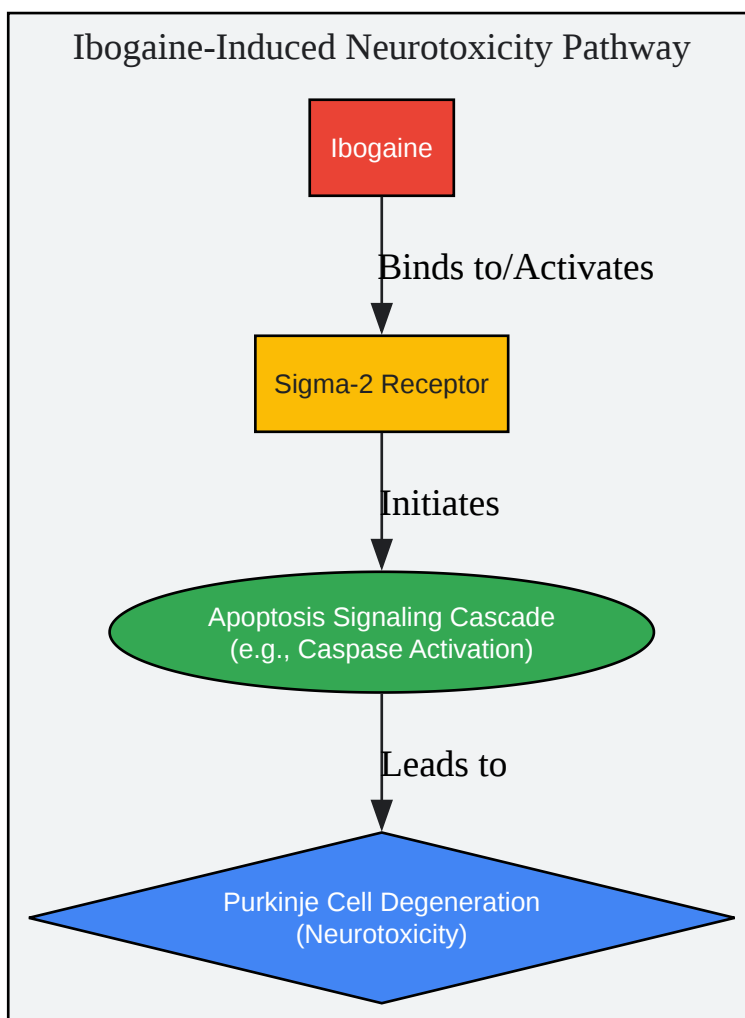 Ibogaine-Induced Neurotoxicity Pathway
Ibogaine
Binds to/Activates
Sigma-2 Receptor
Initiates
Apoptosis Signaling Cascade
(e.g., Caspase Activation)
Leads to
Purkinje Cell Degeneration
(Neurotoxicity)